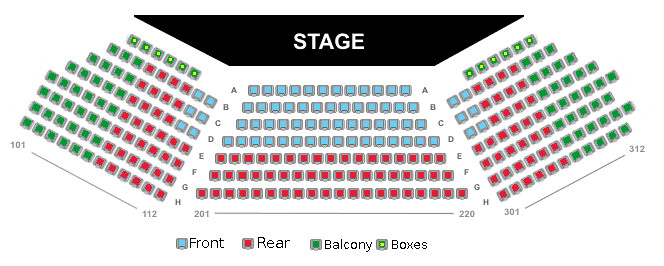 STAGE
A A
B B
C C
D D
E E
F F
G G G
H H H
101 312
112 201 220 301
Front Rear Balcony Boxes